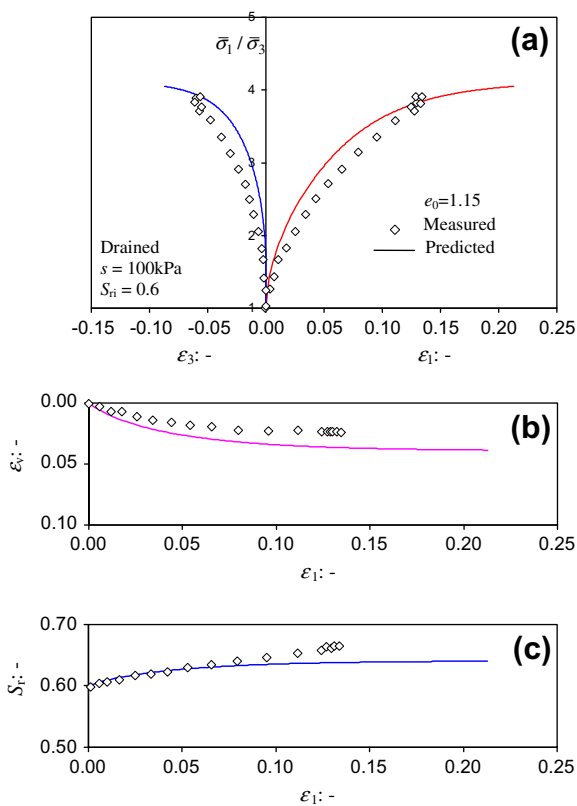 5
σ̄₁ / σ̄₃
(a)
4
3
e₀=1.15
Measured
Predicted
2
Drained
s = 100kPa
Sᵣᵢ = 0.6
1
-0.15 -0.10 -0.05 0.00 0.05 0.10 0.15 0.20 0.25
ε₃: - ε₁: -
0.00
(b)
εᵥ: -
0.05
0.10
0.00 0.05 0.10 0.15 0.20 0.25
ε₁: -
0.70
(c)
Sᵣ: -
0.60
0.50
0.00 0.05 0.10 0.15 0.20 0.25
ε₁: -